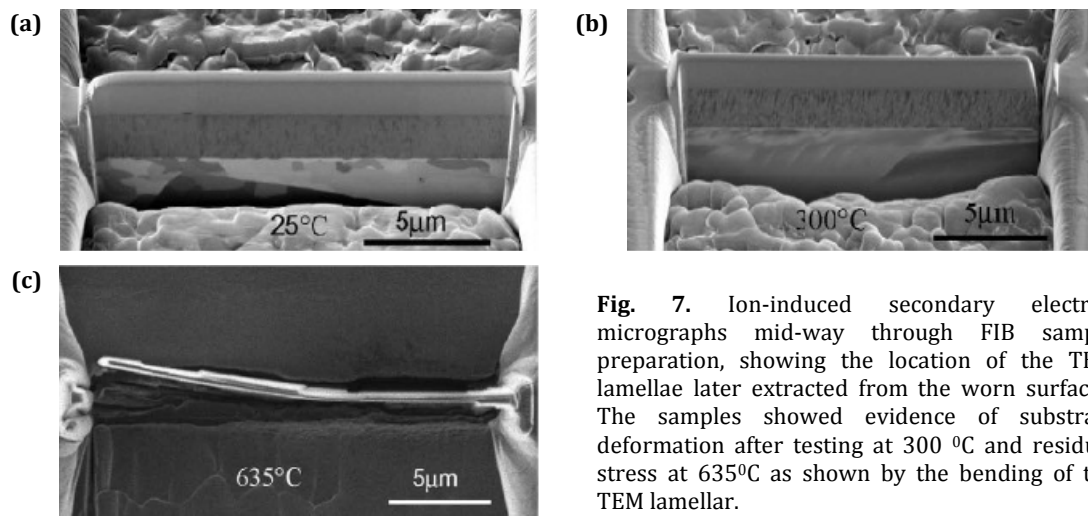 (a)
25°C
5µm
(b)
300°C
5µm
(c)
635°C
5µm
Fig. 7. Ion-induced secondary electr
micrographs mid-way through FIB samp
preparation, showing the location of the TE
lamellae later extracted from the worn surfac
The samples showed evidence of substra
deformation after testing at 300 ⁰C and residu
stress at 635⁰C as shown by the bending of t
TEM lamellar.